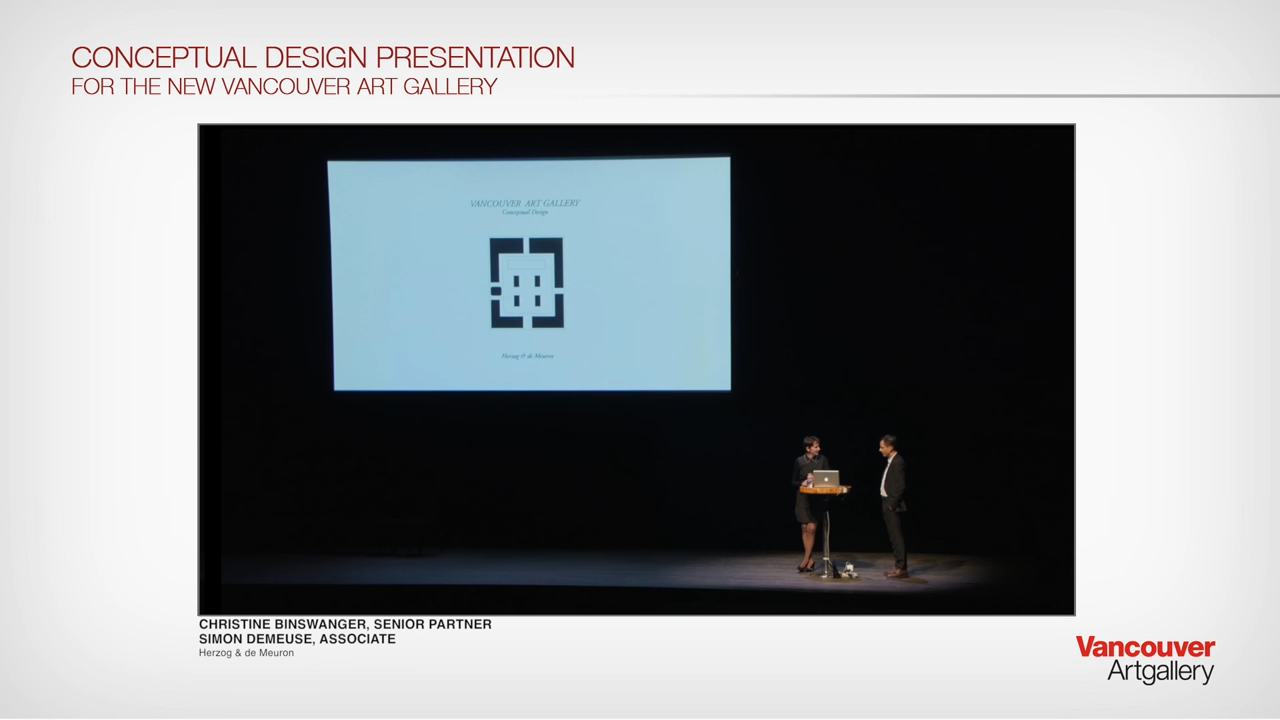 CONCEPTUAL DESIGN PRESENTATION
FOR THE NEW VANCOUVER ART GALLERY
VANCOUVER ART GALLERY
Conceptual Design
Herzog & de Meuron
CHRISTINE BINSWANGER, SENIOR PARTNER
SIMON DEMEUSE, ASSOCIATE
Herzog & de Meuron
Vancouver
Artgallery